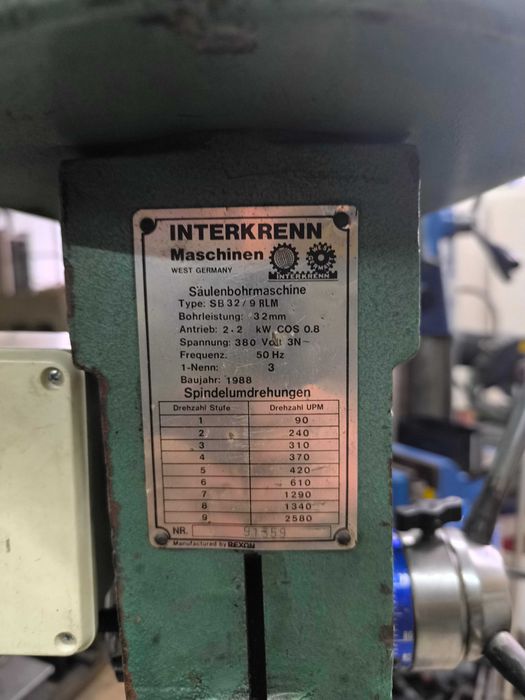 INTERKRENN
Maschinen
WEST GERMANY
INTERKRENN
Säulenbohrmaschine
Type: SB 32 / 9 RLM
Bohrleistung: 32mm
Antrieb: 2.2 kW COS 0.8
Spannung: 380 Volt 3N~
Frequenz: 50 Hz
1-Nenn: 3
Baujahr: 1988
Spindelumdrehungen
Drehzahl Stufe Drehzahl UPM
1 90
2 240
3 310
4 370
5 420
6 610
7 1290
8 1340
9 2580
NR. 91359
Manufactured by REXON